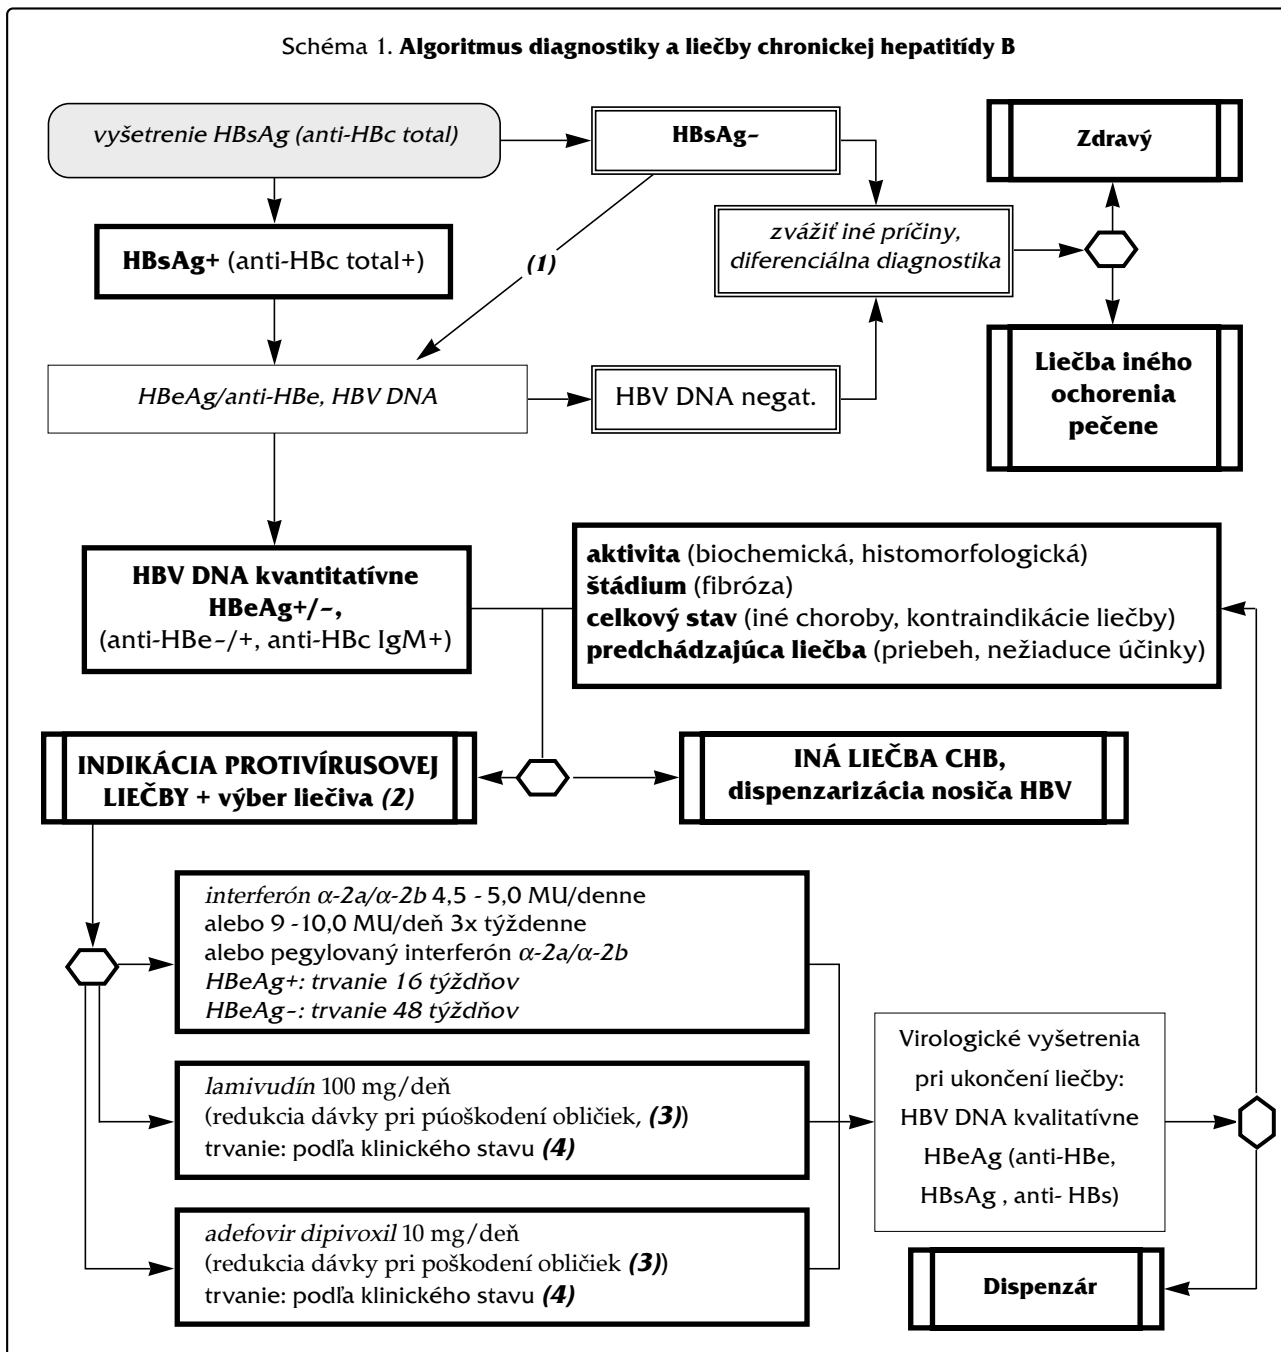 Schéma 1. Algoritmus diagnostiky a liečby chronickej hepatitídy B
vyšetrenie HBsAg (anti-HBc total)
HBsAg–
Zdravý
zvážiť iné príčiny,
diferenciálna diagnostika
HBsAg+ (anti-HBc total+)
(1)
Liečba iného
ochorenia
pečene
HBeAg/anti-HBe, HBV DNA
HBV DNA negat.
HBV DNA kvantitatívne
HBeAg+/–,
(anti-HBe–/+, anti-HBc IgM+)
aktivita (biochemická, histomorfologická)
štádium (fibróza)
celkový stav (iné choroby, kontraindikácie liečby)
predchádzajúca liečba (priebeh, nežiaduce účinky)
INDIKÁCIA PROTIVÍRUSOVEJ
LIEČBY + výber liečiva (2)
INÁ LIEČBA CHB,
dispenzarizácia nosiča HBV
interferón α-2a/α-2b 4,5 - 5,0 MU/denne
alebo 9 -10,0 MU/deň 3x týždenne
alebo pegylovaný interferón α-2a/α-2b
HBeAg+: trvanie 16 týždňov
HBeAg–: trvanie 48 týždňov
lamivudín 100 mg/deň
(redukcia dávky pri púoškodení obličiek, (3))
trvanie: podľa klinického stavu (4)
adefovir dipivoxil 10 mg/deň
(redukcia dávky pri poškodení obličiek (3))
trvanie: podľa klinického stavu (4)
Virologické vyšetrenia
pri ukončení liečby:
HBV DNA kvalitatívne
HBeAg (anti-HBe,
HBsAg , anti- HBs)
Dispenzár